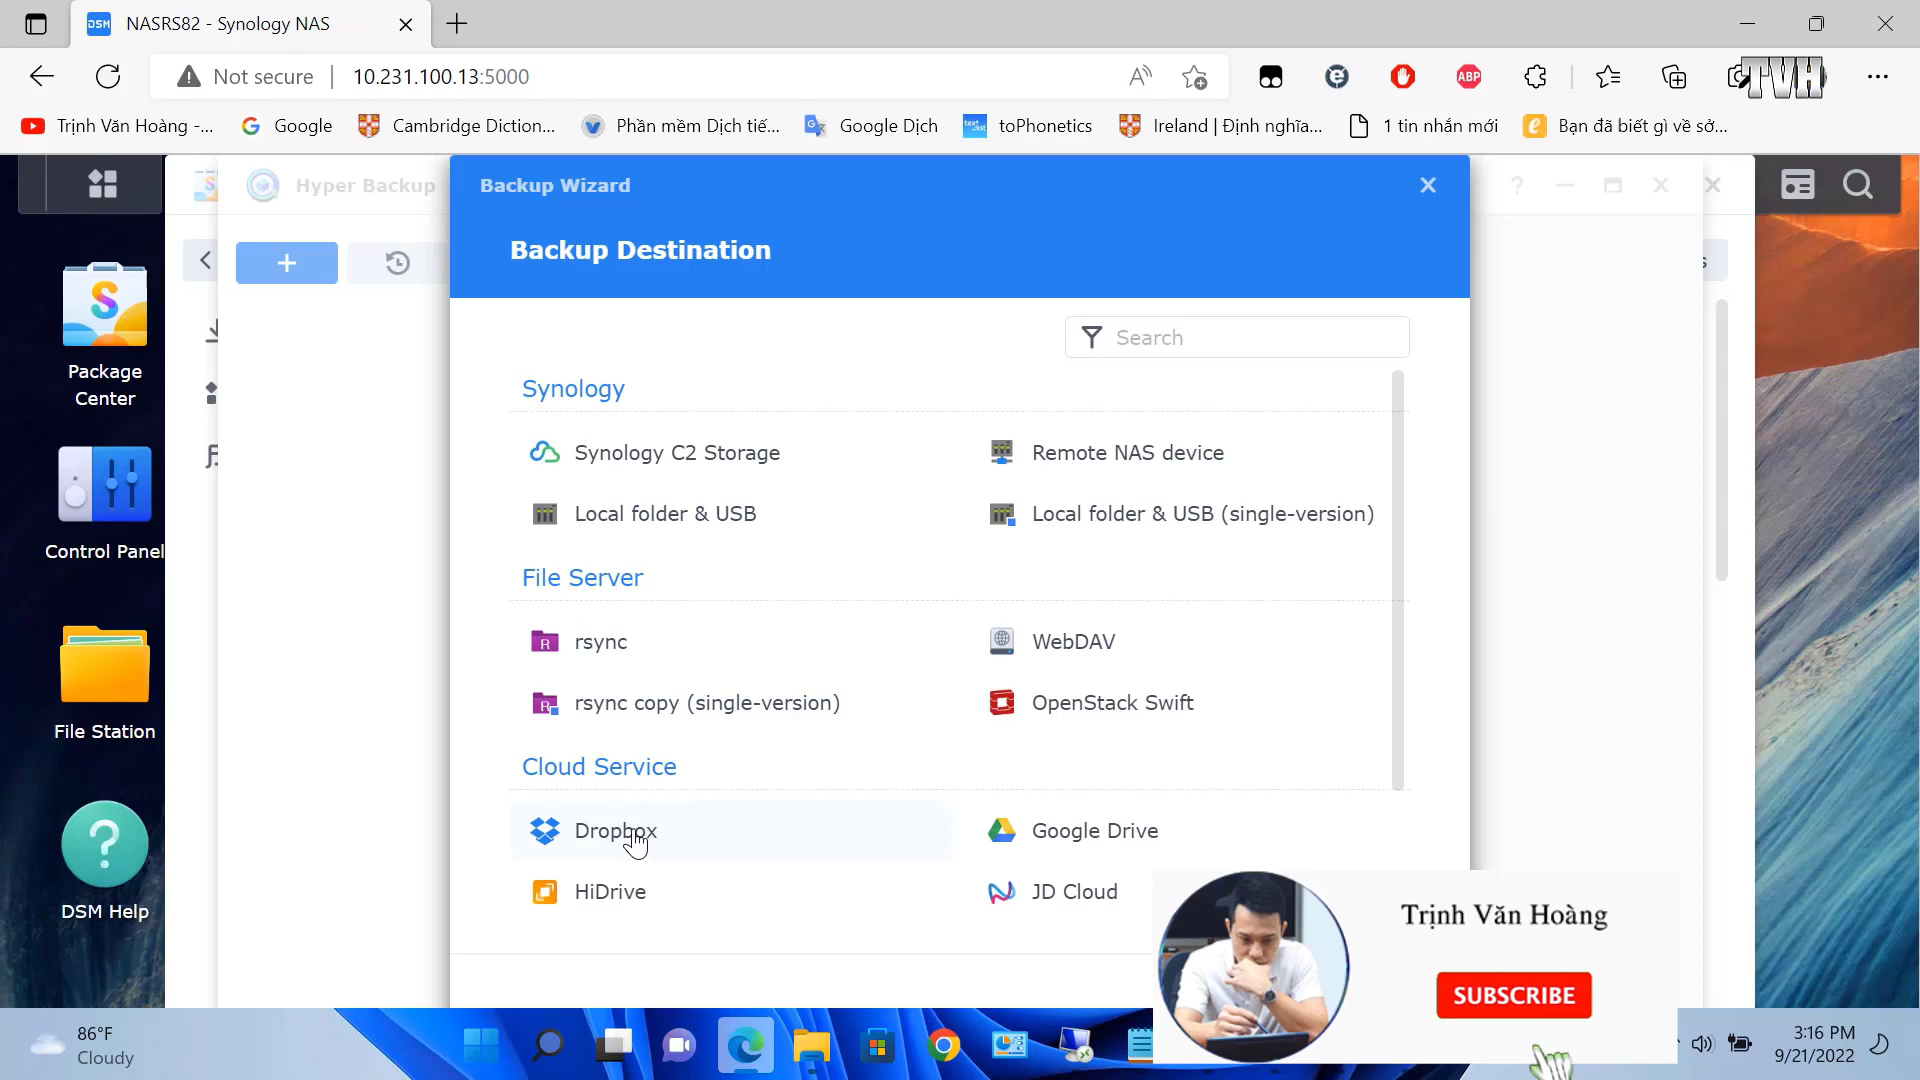 DSM NASRS82 - Synology NAS
Not secure 10.231.100.13:5000
ABP
TVH
Trịnh Văn Hoàng -...
Google
Cambridge Diction...
Phần mềm Dịch tiế...
Google Dịch
toPhonetics
Ireland | Định nghĩa...
1 tin nhắn mới
Bạn đã biết gì về sở...
Hyper Backup
Backup Wizard
Backup Destination
Search
Synology
Synology C2 Storage
Remote NAS device
Local folder & USB
Local folder & USB (single-version)
File Server
rsync
WebDAV
rsync copy (single-version)
OpenStack Swift
Cloud Service
Dropbox
Google Drive
HiDrive
JD Cloud
Package
Center
Control Panel
File Station
DSM Help
Trịnh Văn Hoàng
SUBSCRIBE
86°F
Cloudy
3:16 PM
9/21/2022